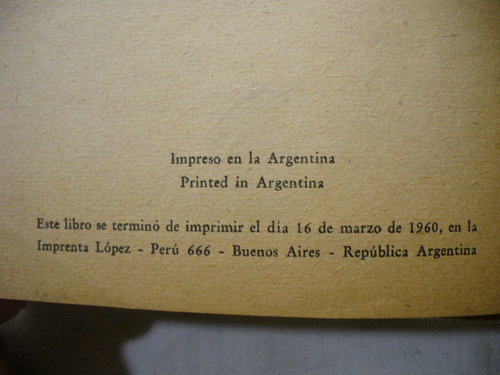 Impreso en la Argentina
Printed in Argentina
Este libro se terminó de imprimir el día 16 de marzo de 1960, en la
Imprenta López - Perú 666 - Buenos Aires - República Argentina